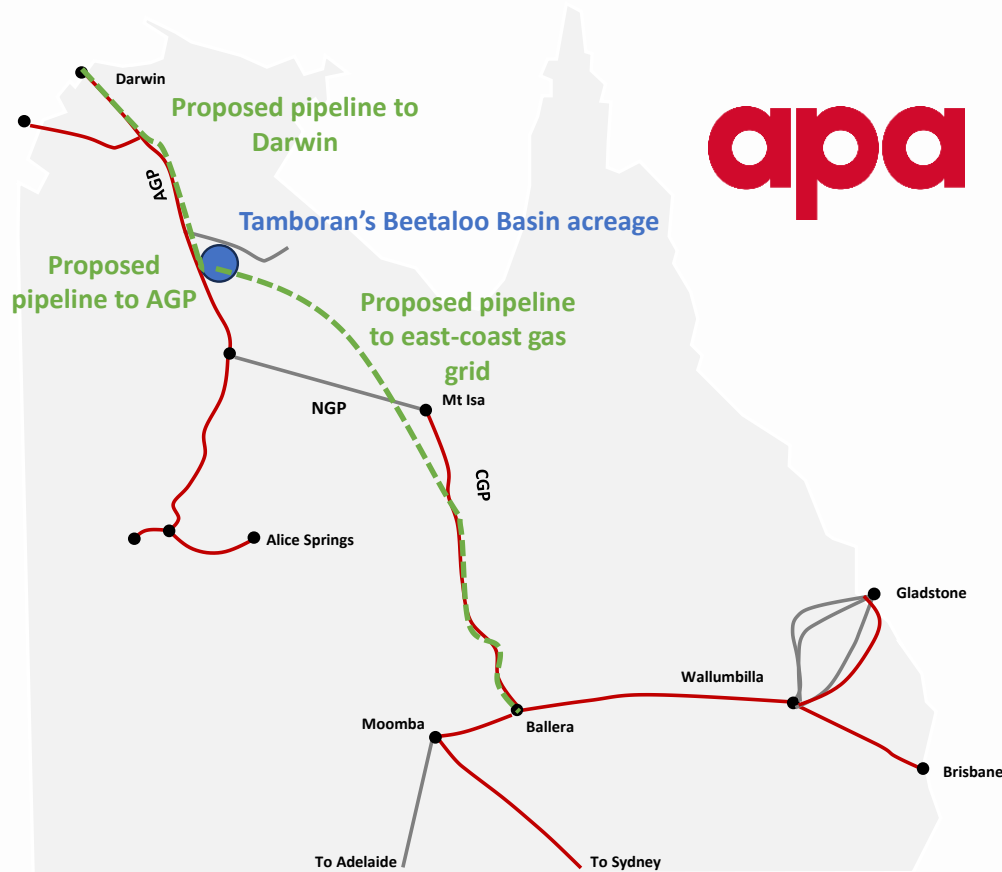 Darwin
Proposed pipeline to
Darwin
apa
AGP
Tamboran's Beetaloo Basin acreage
Proposed
pipeline to AGP
Proposed pipeline
to east-coast gas
grid
Mt Isa
NGP
CGP
Alice Springs
Gladstone
Wallumbilla
Moomba
Ballera
Brisbane
To Adelaide
To Sydney